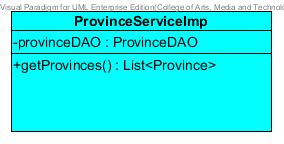 Visual Paradigm for UML Enterprise Edition(College of Arts, Media and Technolo
ProvinceServiceImp
-provinceDAO : ProvinceDAO
+getProvinces() : List<Province>